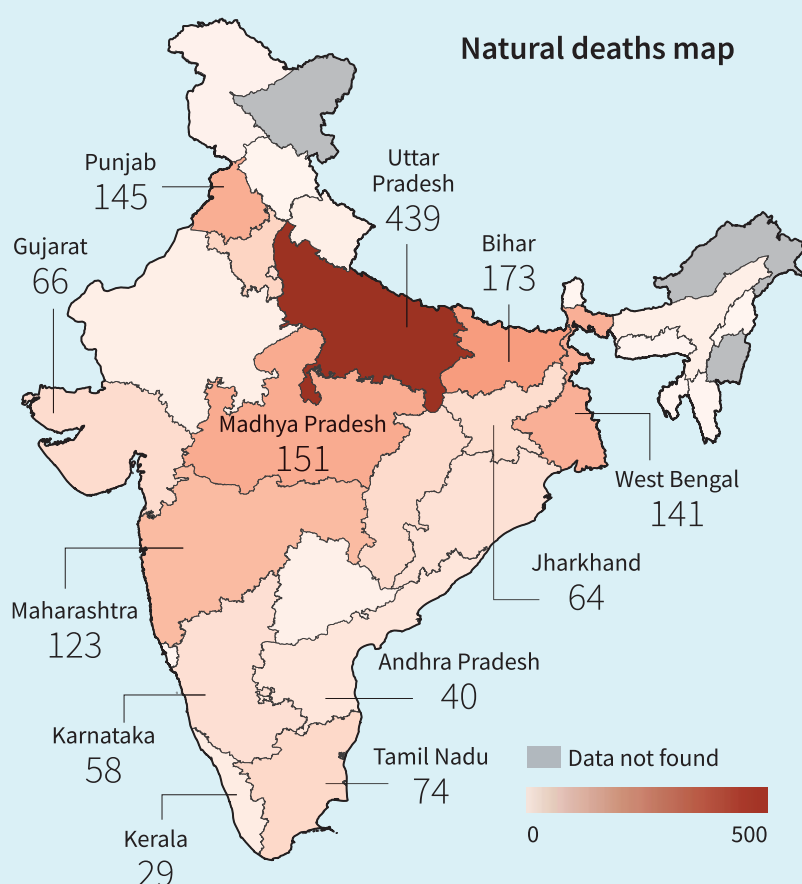 Natural deaths map
Punjab
145
Uttar
Pradesh
439
Gujarat
66
Bihar
173
Madhya Pradesh
151
West Bengal
141
Jharkhand
64
Maharashtra
123
Andhra Pradesh
40
Karnataka
58
Tamil Nadu
74
Kerala
29
Data not found
0 500